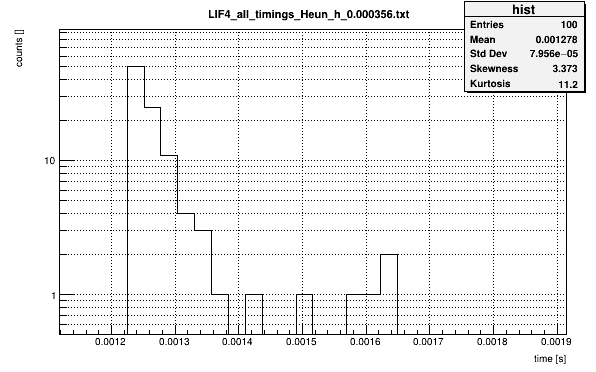 LIF4_all_timings_Heun_h_0.000356.txt
hist
Entries 100
Mean 0.001278
Std Dev 7.956e−05
Skewness 3.373
Kurtosis 11.2
counts []
10
1
0.0012 0.0013 0.0014 0.0015 0.0016 0.0017 0.0018 0.0019
time [s]